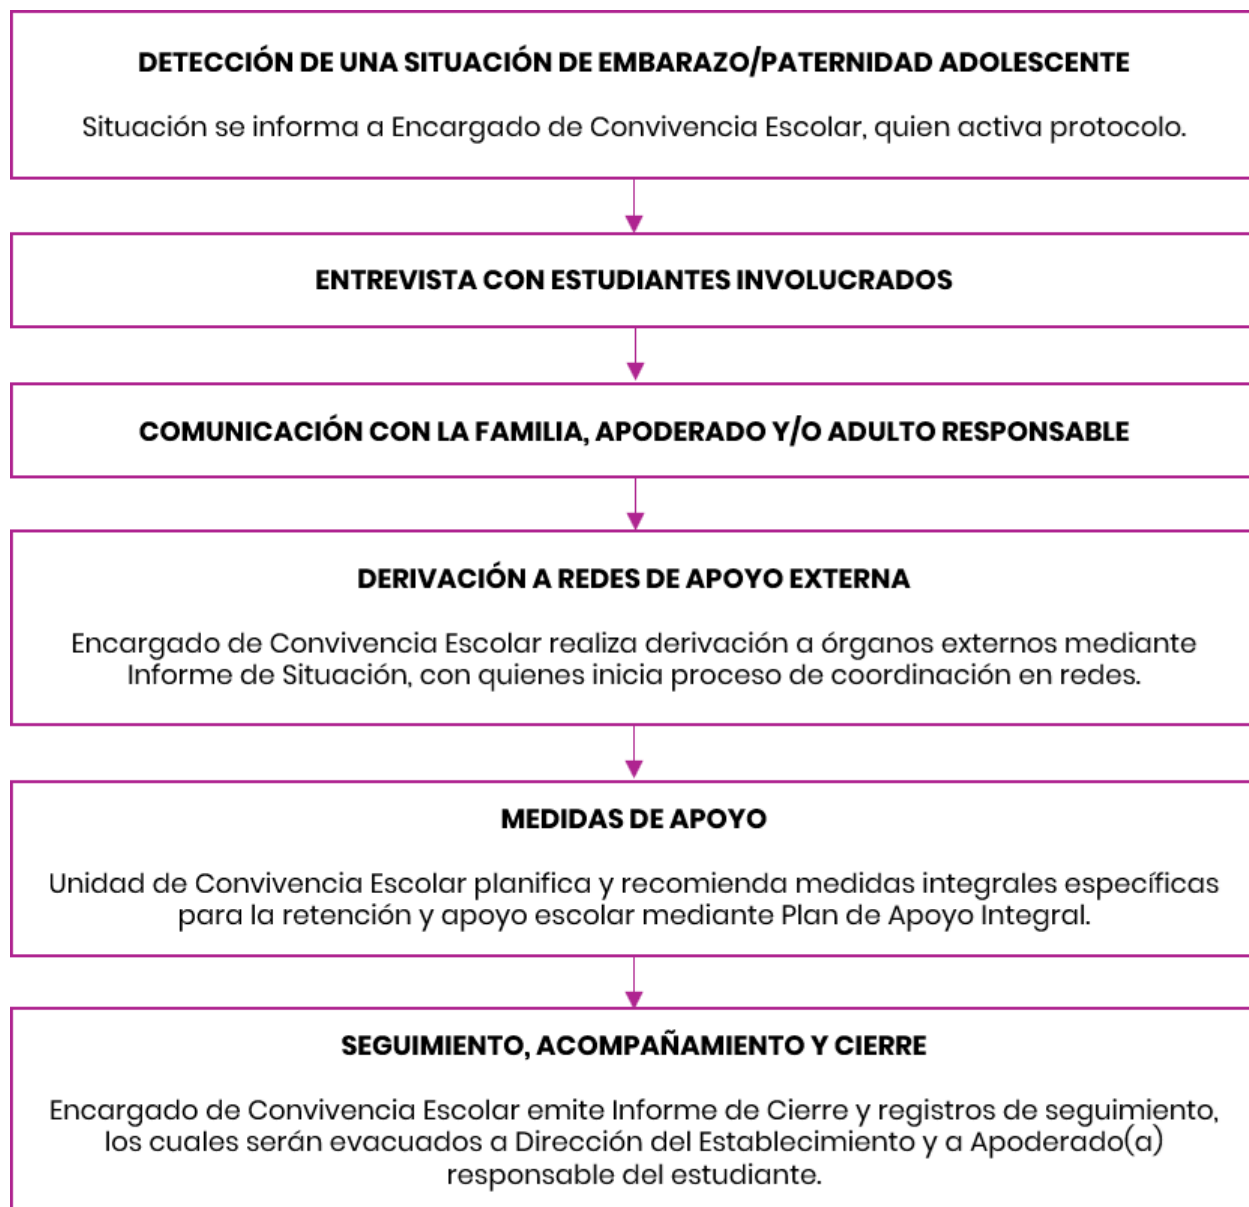 DETECCIÓN DE UNA SITUACIÓN DE EMBARAZO/PATERNIDAD ADOLESCENTE
Situación se informa a Encargado de Convivencia Escolar, quien activa protocolo.
ENTREVISTA CON ESTUDIANTES INVOLUCRADOS
COMUNICACIÓN CON LA FAMILIA, APODERADO Y/O ADULTO RESPONSABLE
DERIVACIÓN A REDES DE APOYO EXTERNA
Encargado de Convivencia Escolar realiza derivación a órganos externos mediante
Informe de Situación, con quienes inicia proceso de coordinación en redes.
MEDIDAS DE APOYO
Unidad de Convivencia Escolar planifica y recomienda medidas integrales específicas
para la retención y apoyo escolar mediante Plan de Apoyo Integral.
SEGUIMIENTO, ACOMPAÑAMIENTO Y CIERRE
Encargado de Convivencia Escolar emite Informe de Cierre y registros de seguimiento,
los cuales serán evacuados a Dirección del Establecimiento y a Apoderado(a)
responsable del estudiante.